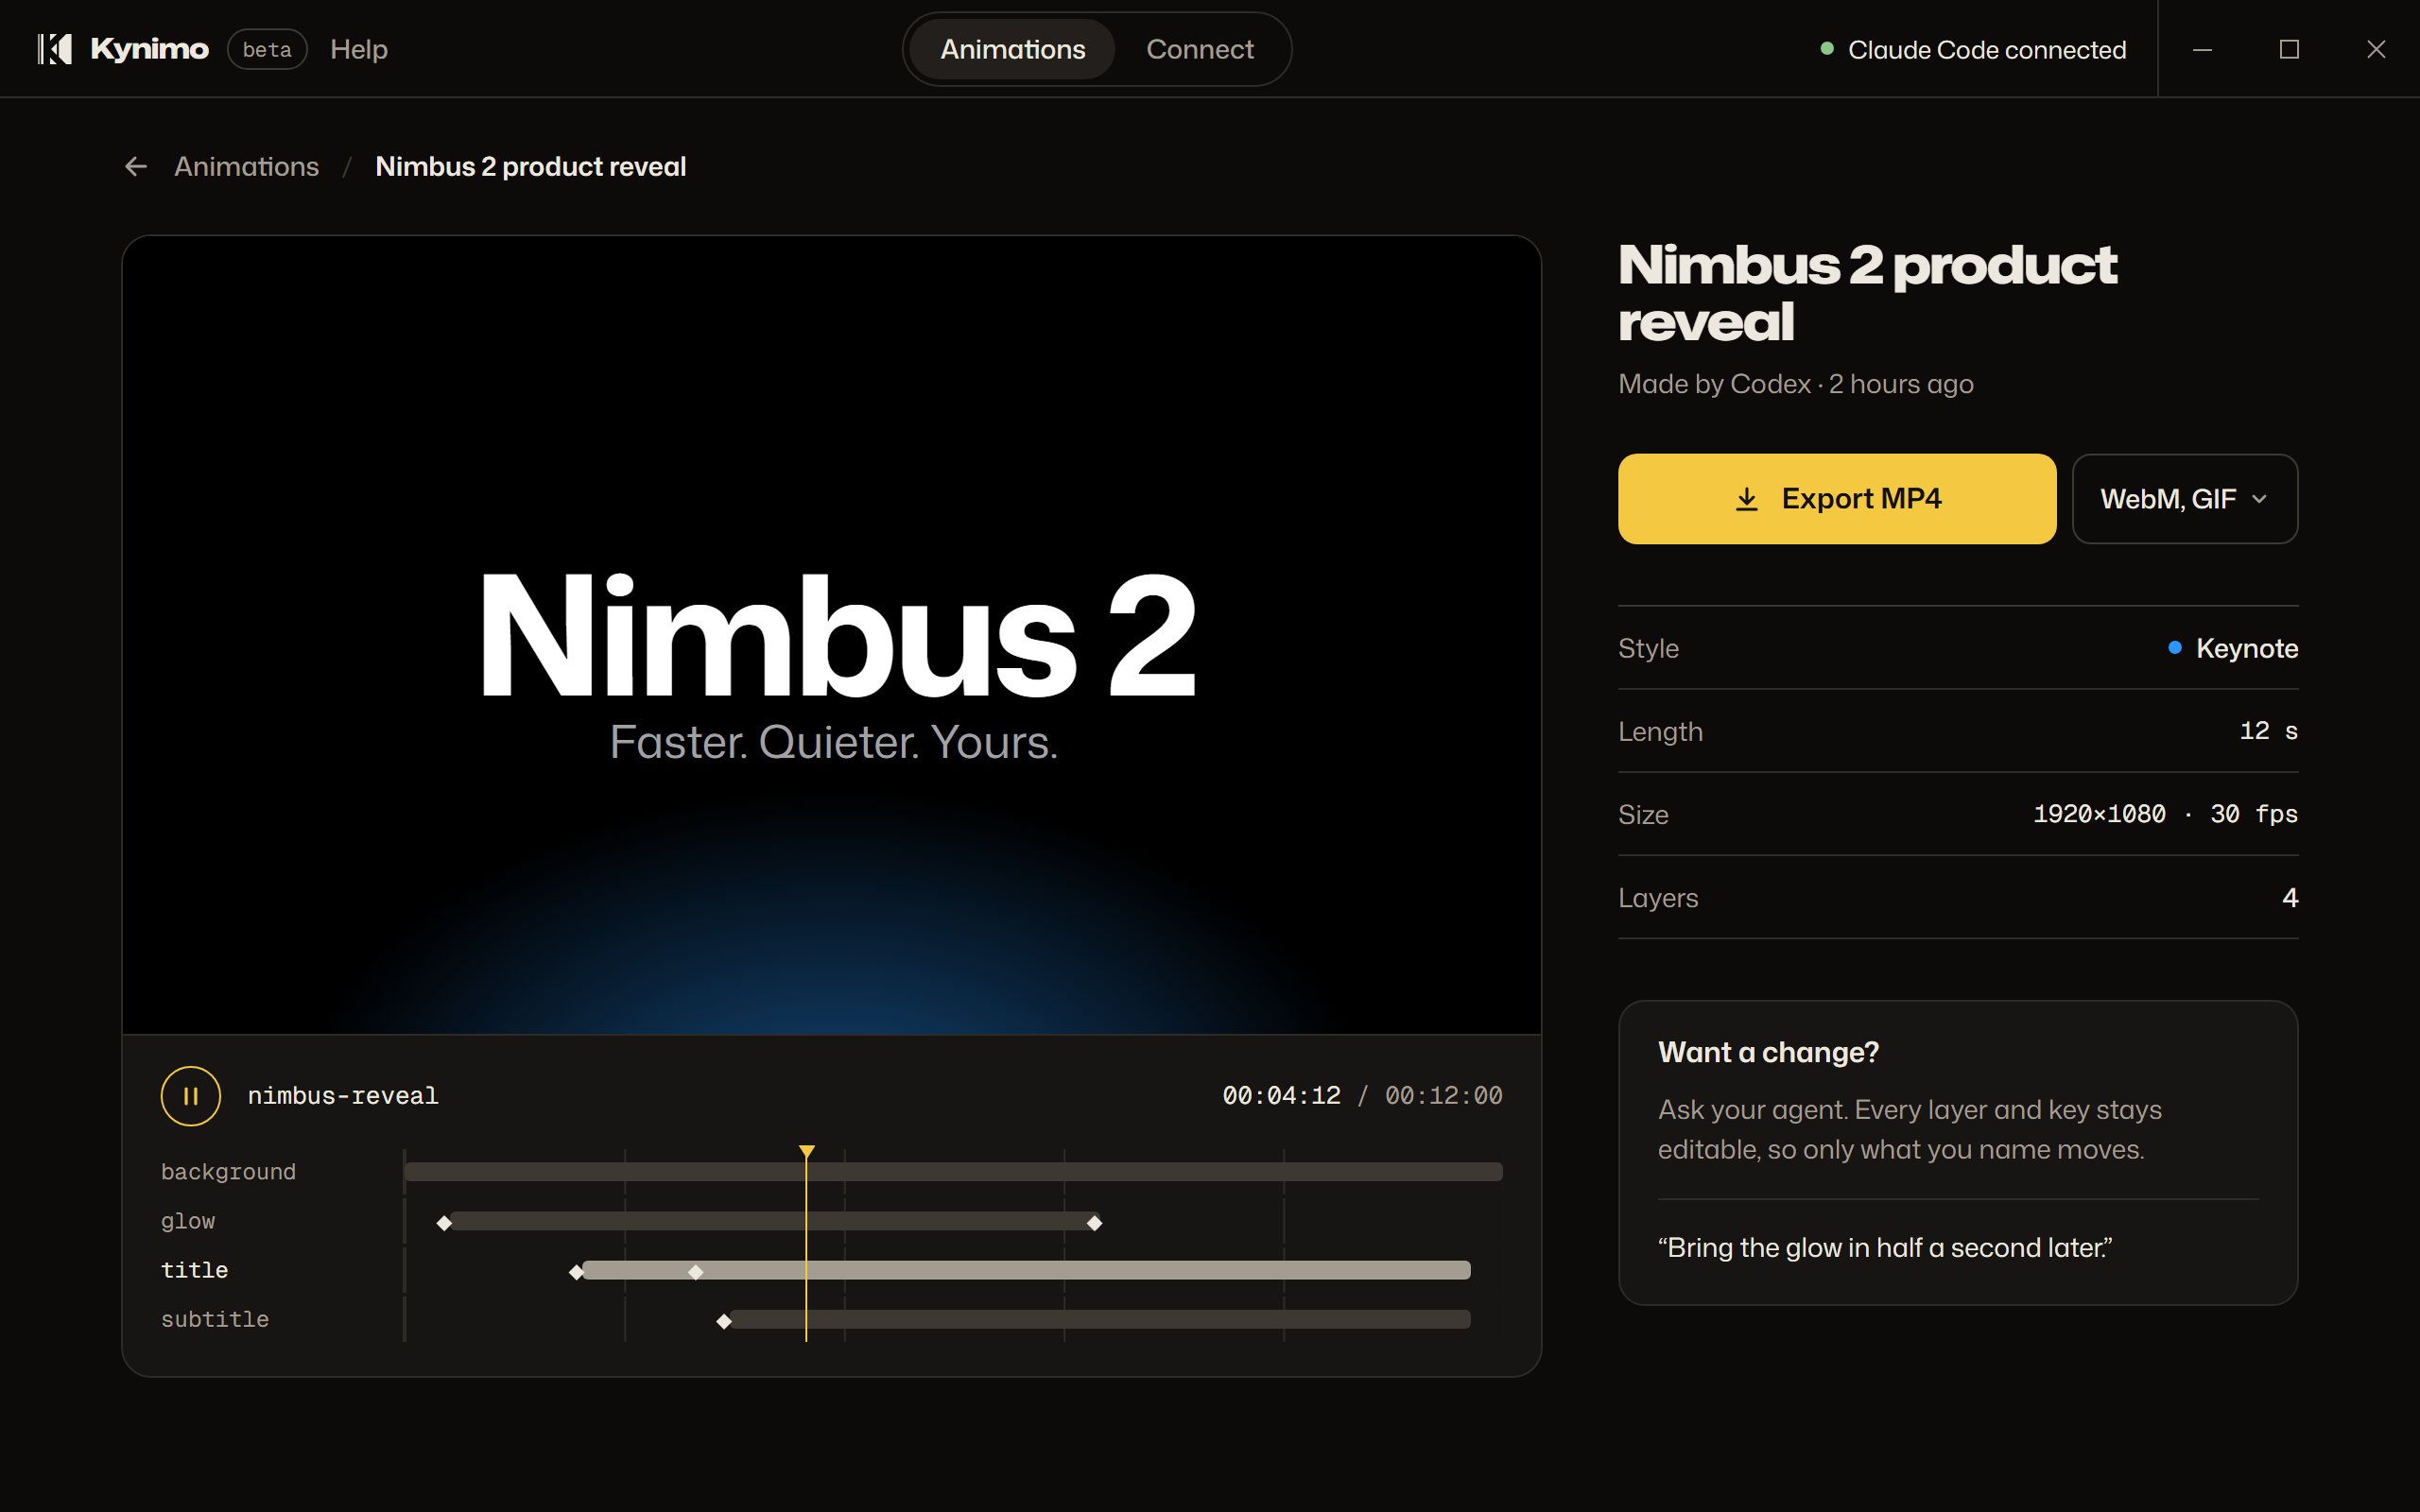 Kynimo beta Help Animations Connect Claude Code connected
Animations / Nimbus 2 product reveal
Nimbus 2
Faster. Quieter. Yours.
nimbus-reveal 00:04:12 / 00:12:00
background
glow
title
subtitle
Nimbus 2 product
reveal
Made by Codex · 2 hours ago
Export MP4 WebM, GIF
Style Keynote
Length 12 s
Size 1920×1080 · 30 fps
Layers 4
Want a change?
Ask your agent. Every layer and key stays
editable, so only what you name moves.
“Bring the glow in half a second later.”